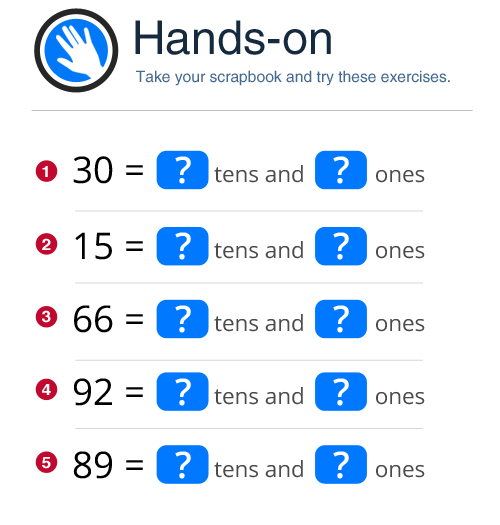 Hands-on
Take your scrapbook and try these exercises.
1 30 = ? tens and ? ones
2 15 = ? tens and ? ones
3 66 = ? tens and ? ones
4 92 = ? tens and ? ones
5 89 = ? tens and ? ones